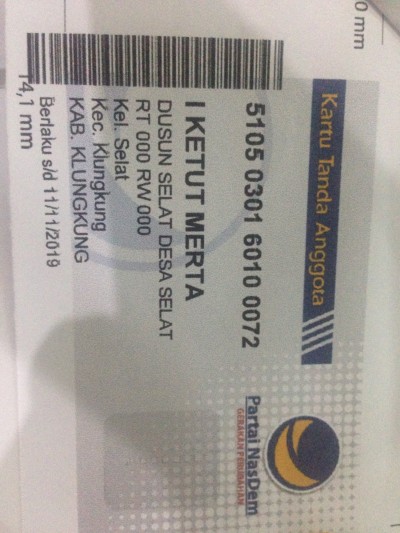 0 mm
Kartu Tanda Anggota
Partai NasDem
GERAKAN PERUBAHAN
5105 0301 6010 0072
I KETUT MERTA
DUSUN SELAT DESA SELAT
RT 000 RW 000
Kel. Selat
Kec. Klungkung
KAB. KLUNGKUNG
Berlaku s/d 11/11/2019
14,1 mm